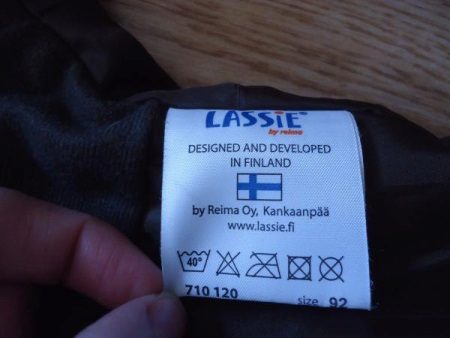 LASSiE®
by reima
DESIGNED AND DEVELOPED
IN FINLAND
by Reima Oy, Kankaanpää
www.lassie.fi
40°
710 120 size 92